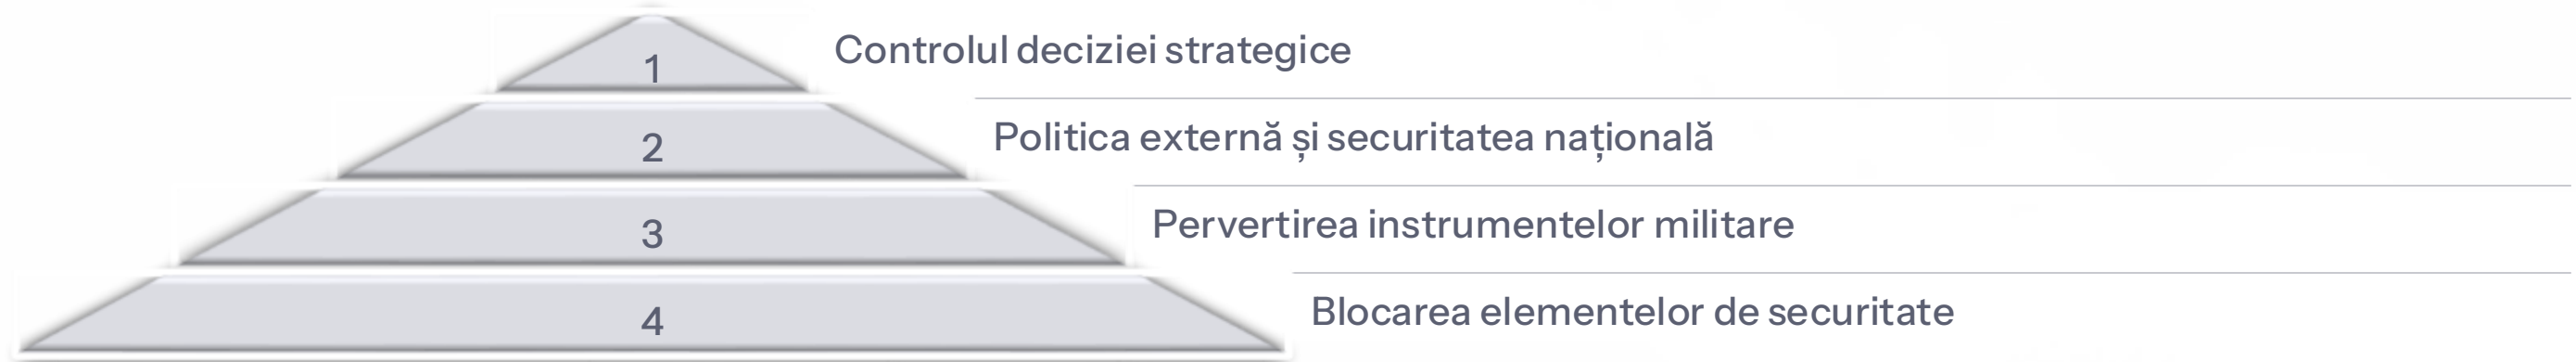 1 Controlul deciziei strategice
2 Politica externă și securitatea națională
3 Pervertirea instrumentelor militare
4 Blocarea elementelor de securitate